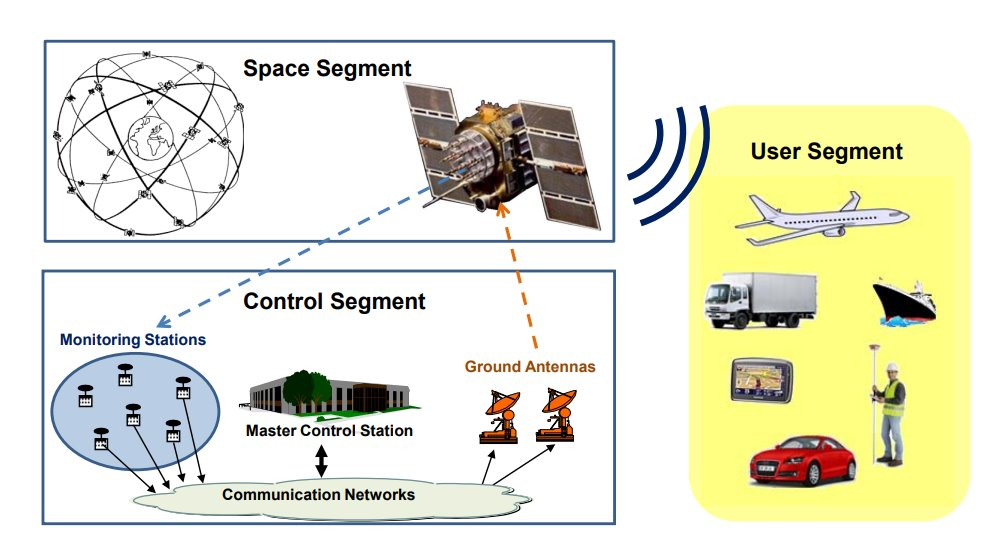 Space Segment
User Segment
Control Segment
Monitoring Stations
Ground Antennas
Master Control Station
Communication Networks